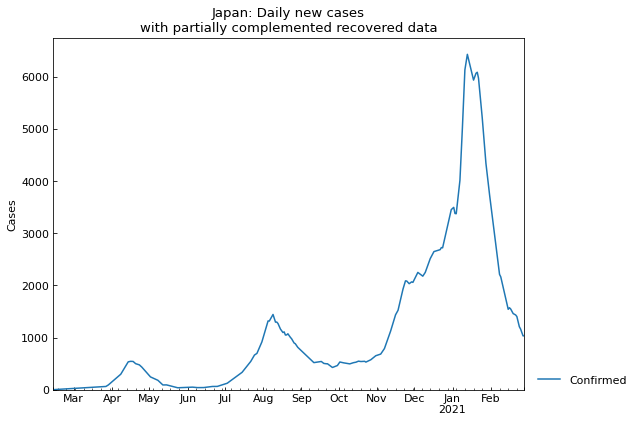 Japan: Daily new cases
with partially complemented recovered data
Cases
6000
5000
4000
3000
2000
1000
0
Mar Apr May Jun Jul Aug Sep Oct Nov Dec Jan Feb
2021
Confirmed